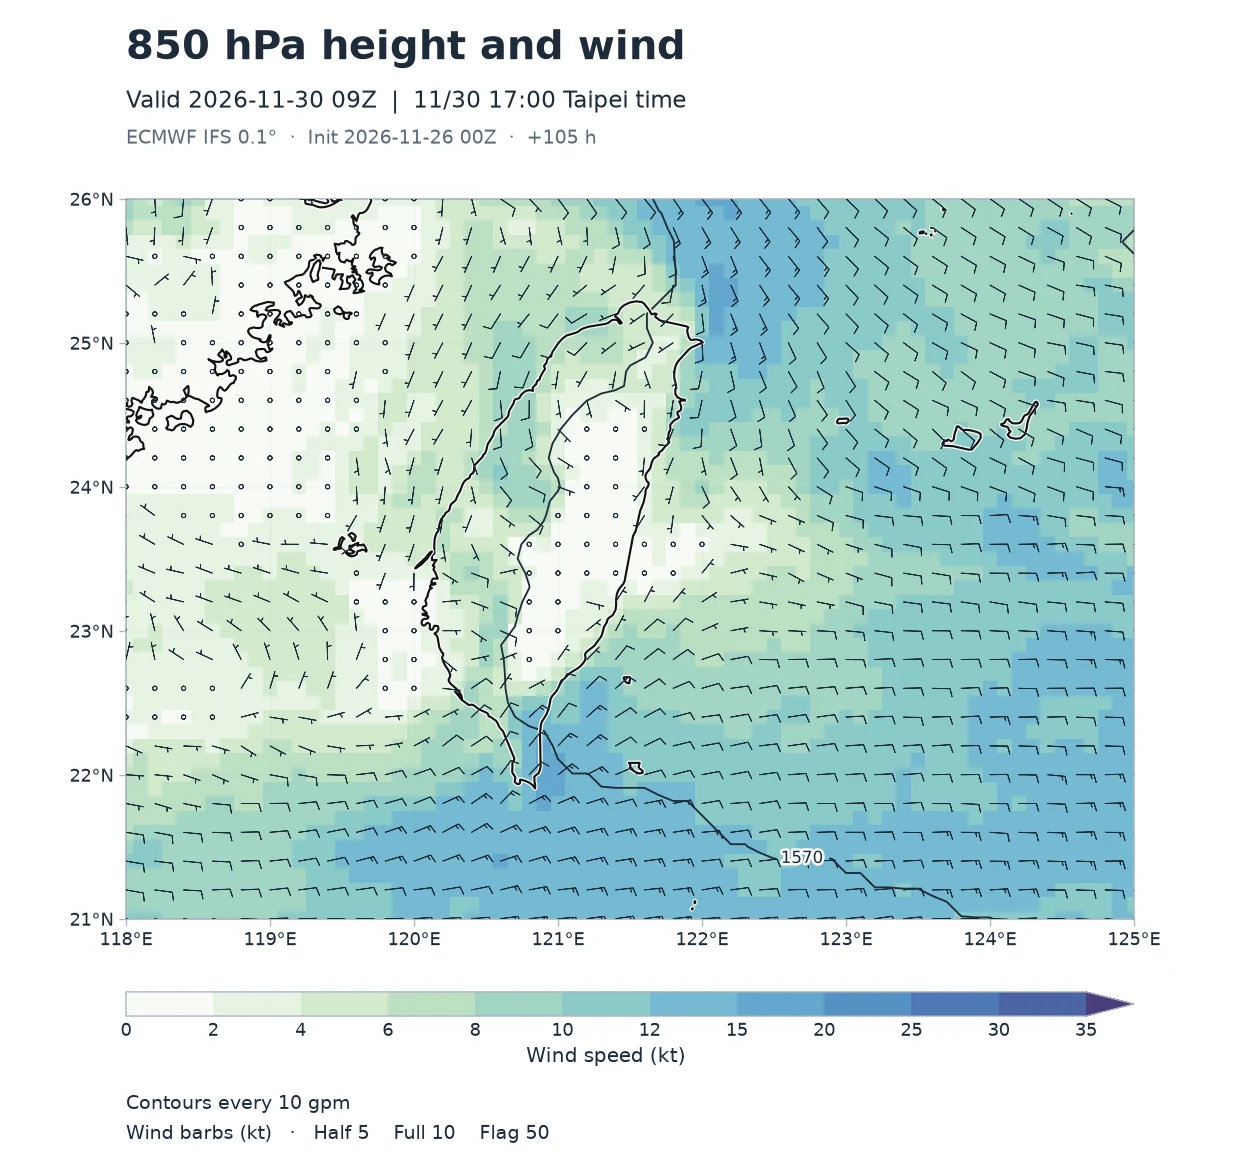 850 hPa height and wind
Valid 2026-11-30 09Z | 11/30 17:00 Taipei time
ECMWF IFS 0.1° · Init 2026-11-26 00Z · +105 h
26°N
25°N
24°N
23°N
22°N
21°N
1570
118°E 119°E 120°E 121°E 122°E 123°E 124°E 125°E
0 2 4 6 8 10 12 15 20 25 30 35
Wind speed (kt)
Contours every 10 gpm
Wind barbs (kt) · Half 5 Full 10 Flag 50